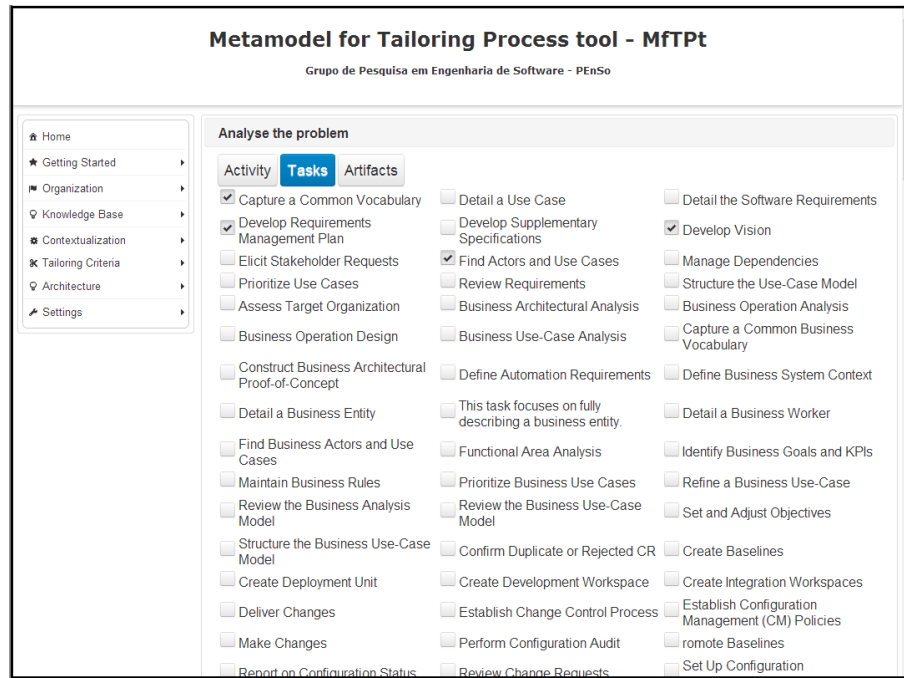 Metamodel for Tailoring Process tool - MfTPt
Grupo de Pesquisa em Engenharia de Software - PEnSo
Home
Getting Started
Organization
Knowledge Base
Contextualization
Tailoring Criteria
Architecture
Settings
Analyse the problem
Activity Tasks Artifacts
Capture a Common Vocabulary Detail a Use Case Detail the Software Requirements
Develop Requirements
Management Plan
Develop Supplementary
Specifications
Develop Vision
Elicit Stakeholder Requests Find Actors and Use Cases Manage Dependencies
Prioritize Use Cases Review Requirements Structure the Use-Case Model
Assess Target Organization Business Architectural Analysis Business Operation Analysis
Business Operation Design Business Use-Case Analysis
Capture a Common Business
Vocabulary
Construct Business Architectural
Proof-of-Concept
Define Automation Requirements Define Business System Context
Detail a Business Entity
This task focuses on fully
describing a business entity.
Detail a Business Worker
Find Business Actors and Use
Cases
Functional Area Analysis Identify Business Goals and KPIs
Maintain Business Rules Prioritize Business Use Cases Refine a Business Use-Case
Review the Business Analysis
Model
Review the Business Use-Case
Model
Set and Adjust Objectives
Structure the Business Use-Case
Model
Confirm Duplicate or Rejected CR Create Baselines
Create Deployment Unit Create Development Workspace Create Integration Workspaces
Deliver Changes Establish Change Control Process
Establish Configuration
Management (CM) Policies
Make Changes Perform Configuration Audit romote Baselines
Report on Configuration Status Review Change Requests
Set Up Configuration